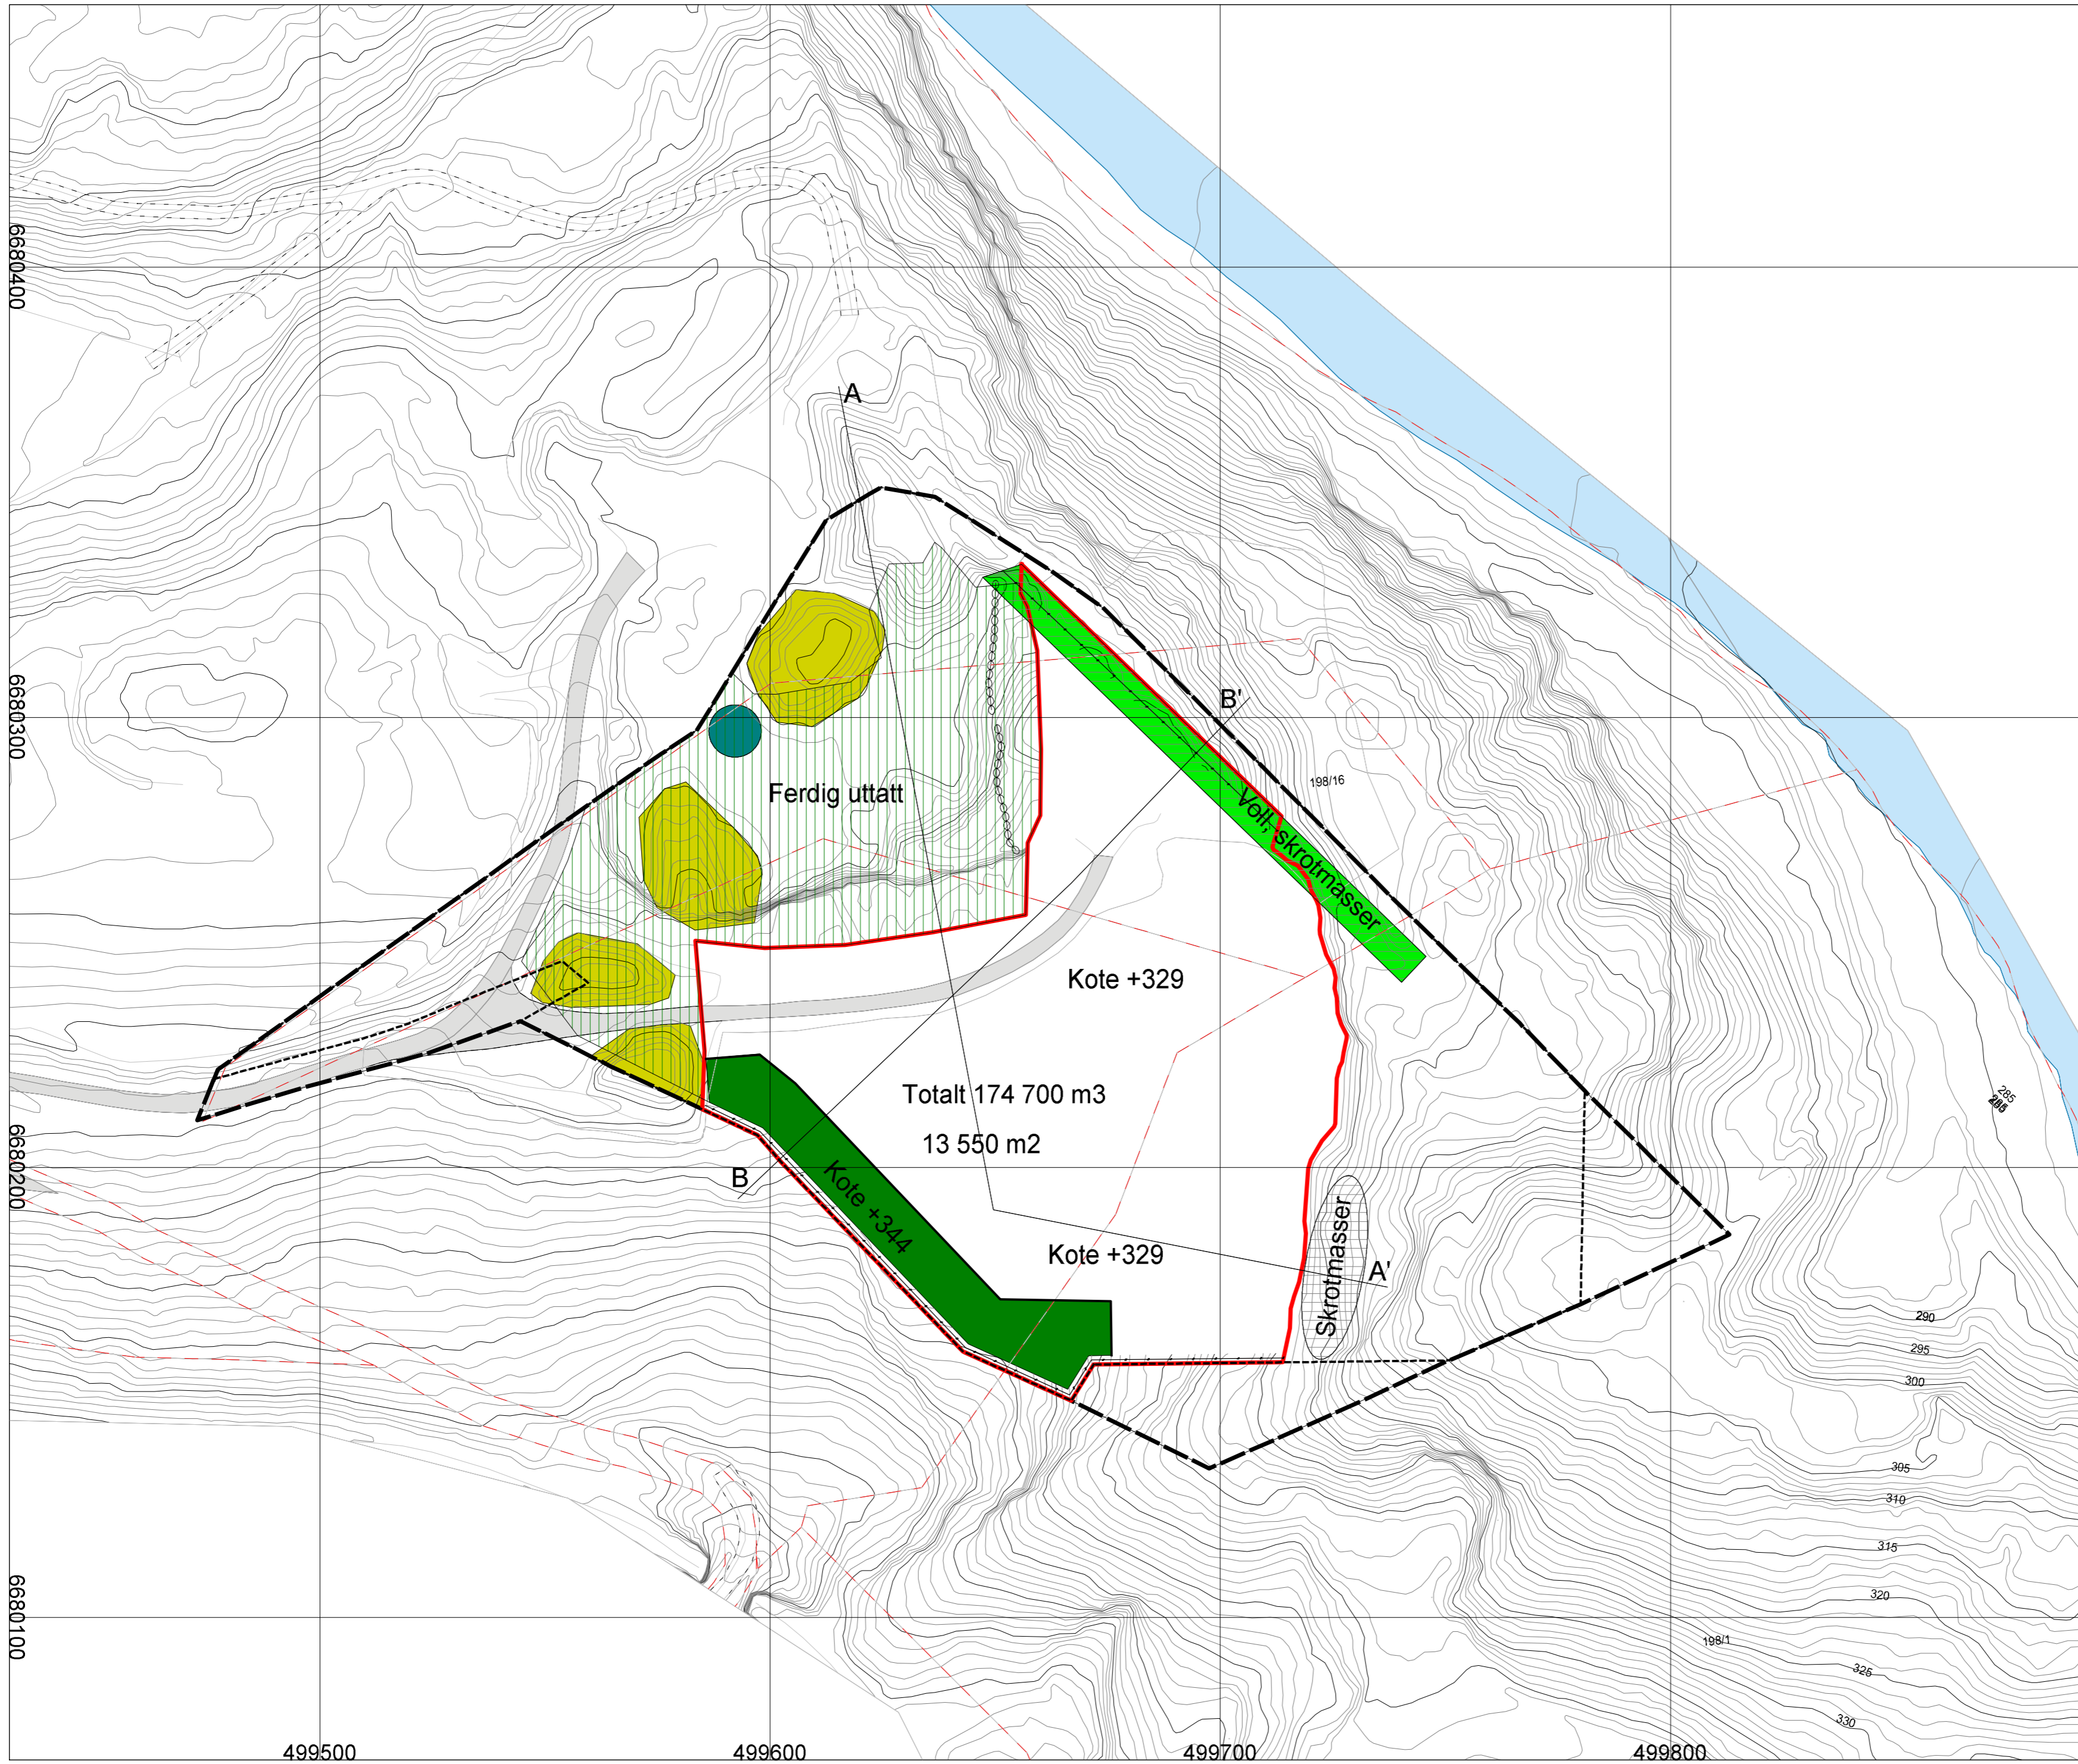 6680400
A
B'
6680300
198/16
Ferdig uttatt
Voll, skrotmasser
Kote +329
Totalt 174 700 m3
13 550 m2
285
6680200
B
Kote +344
Kote +329
Skrotmasser
A'
290
295
300
305
310
315
320
198/1
325
330
6680100
499500
499600
499700
499800